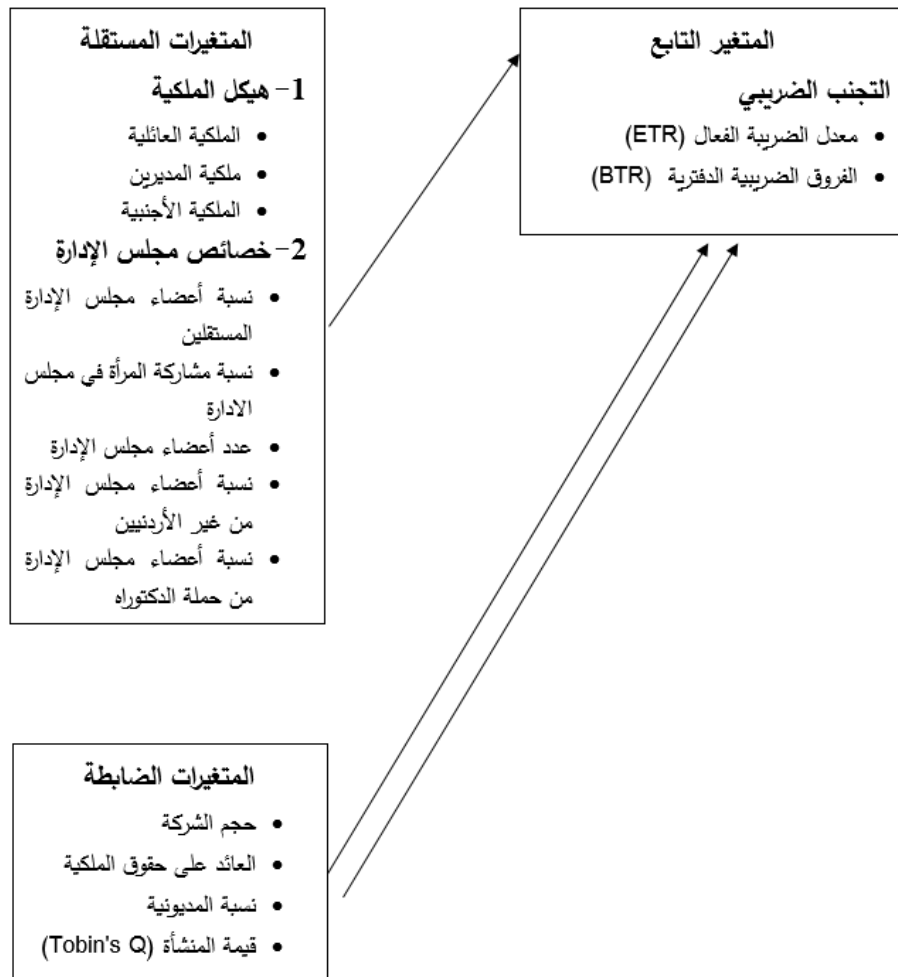 المتغيرات المستقلة
1- هيكل الملكية
• الملكية العائلية
• ملكية المديرين
• الملكية الأجنبية
2- خصائص مجلس الإدارة
• نسبة أعضاء مجلس الإدارة
المستقلين
• نسبة مشاركة المرأة في مجلس
الادارة
• عدد أعضاء مجلس الإدارة
• نسبة أعضاء مجلس الإدارة
من غير الأردنيين
• نسبة أعضاء مجلس الإدارة
من حملة الدكتوراه
المتغير التابع
التجنب الضريبي
• معدل الضريبة الفعال (ETR)
• الفروق الضريبية الدفترية (BTR)
المتغيرات الضابطة
• حجم الشركة
• العائد على حقوق الملكية
• نسبة المديونية
• قيمة المنشأة (Tobin's Q)